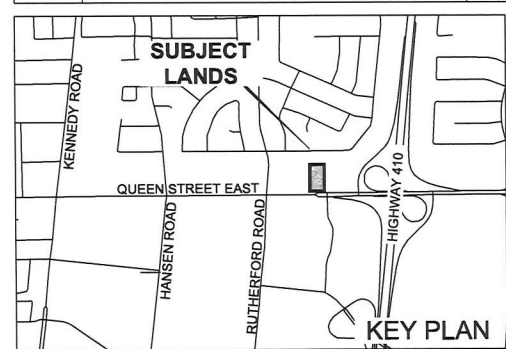 SUBJECT
LANDS
KENNEDY ROAD
QUEEN STREET EAST
HANSEN ROAD
RUTHERFORD ROAD
HIGHWAY 410
KEY PLAN